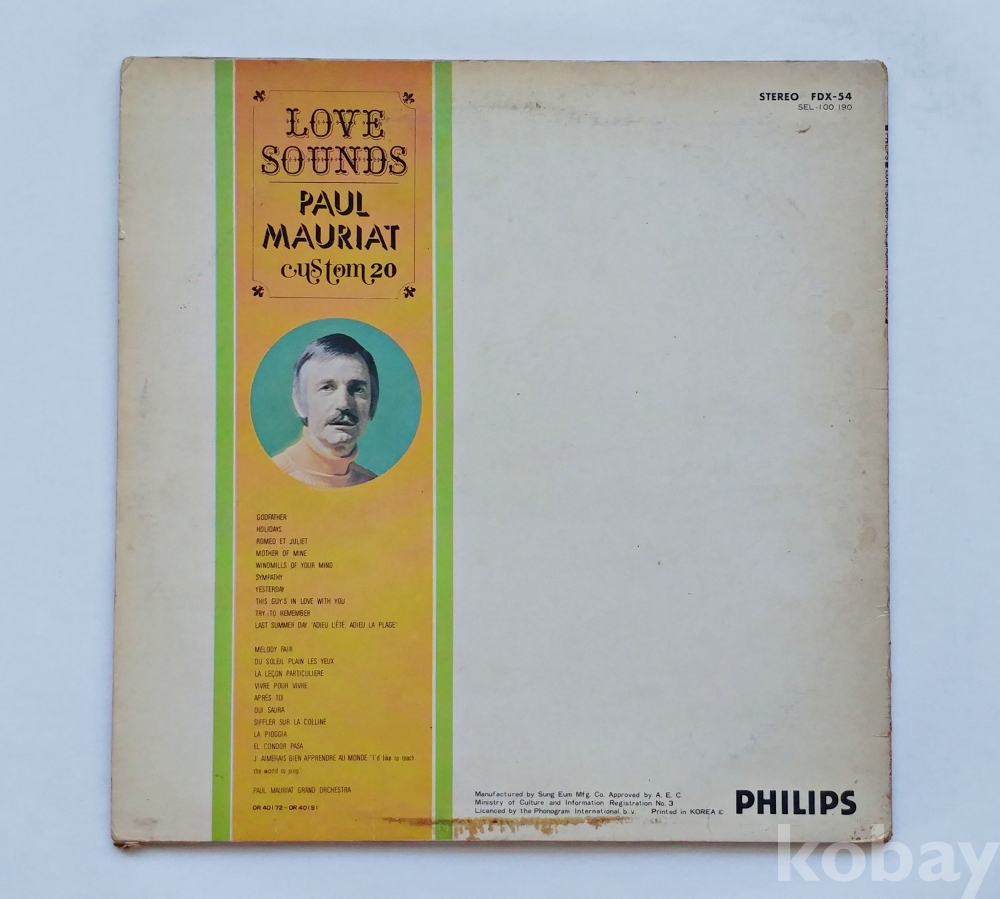 STEREO FDX-54
SEL-100 190
LOVE
SOUNDS
PAUL
MAURIAT
custom 20
GODFATHER
HOLIDAYS
ROMEO ET JULIET
MOTHER OF MINE
WINDMILLS OF YOUR MIND
SYMPATHY
YESTERDAY
THIS GUY'S IN LOVE WITH YOU
TRY TO REMEMBER
LAST SUMMER DAY 'ADIEU L'ÉTÉ, ADIEU LA PLAGE'
MELODY FAIR
DU SOLEIL PLAIN LES YEUX
LA LEÇON PARTICULIERE
VIVRE POUR VIVRE
APRÉS TOI
QUI SAURA
SIFFLER SUR LA COLLINE
LA PIOGGIA
EL CONDOR PASA
J' AIMERAIS BIEN APPRENDRE AU MONDE 'I'd like to teach
the world to sing'
PAUL MAURIAT GRAND ORCHESTRA
OR 40172-OR 40191
Manufactured by Sung Eum Mfg. Co. Approved by A. E. C.
Ministry of Culture and Information Registration No. 3
Licenced by the Phonogram International b. v. Printed in KOREA ©
PHILIPS
kobay